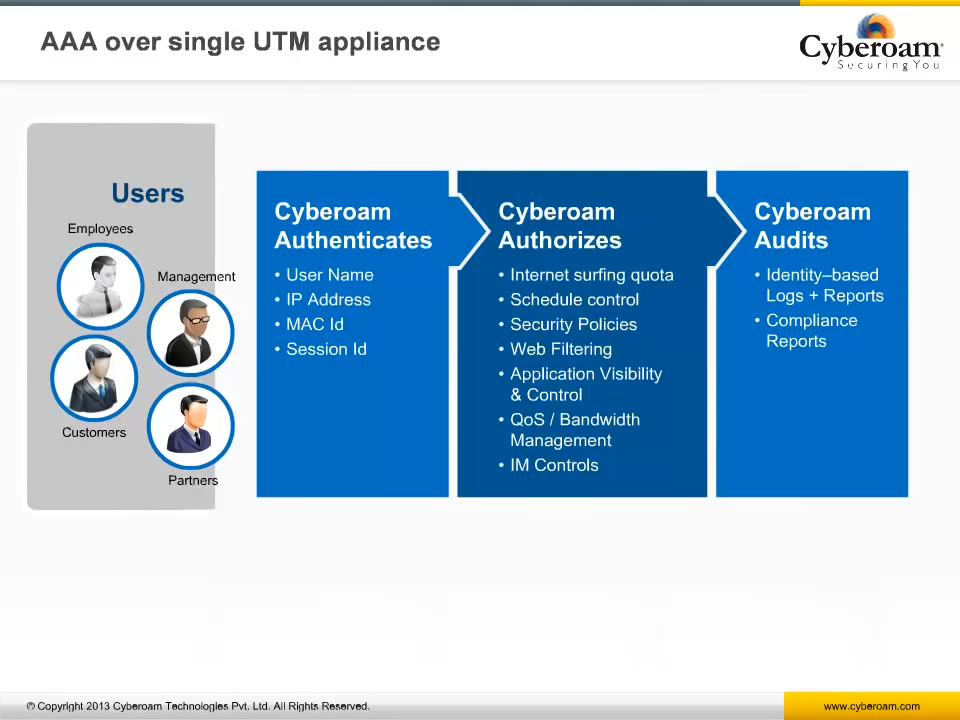 AAA over single UTM appliance
Cyberoam
Securing You
Users
Employees
Management
Customers
Partners
Cyberoam
Authenticates
• User Name
• IP Address
• MAC Id
• Session Id
Cyberoam
Authorizes
• Internet surfing quota
• Schedule control
• Security Policies
• Web Filtering
• Application Visibility
& Control
• QoS / Bandwidth
Management
• IM Controls
Cyberoam
Audits
• Identity–based
Logs + Reports
• Compliance
Reports
© Copyright 2013 Cyberoam Technologies Pvt. Ltd. All Rights Reserved.
www.cyberoam.com